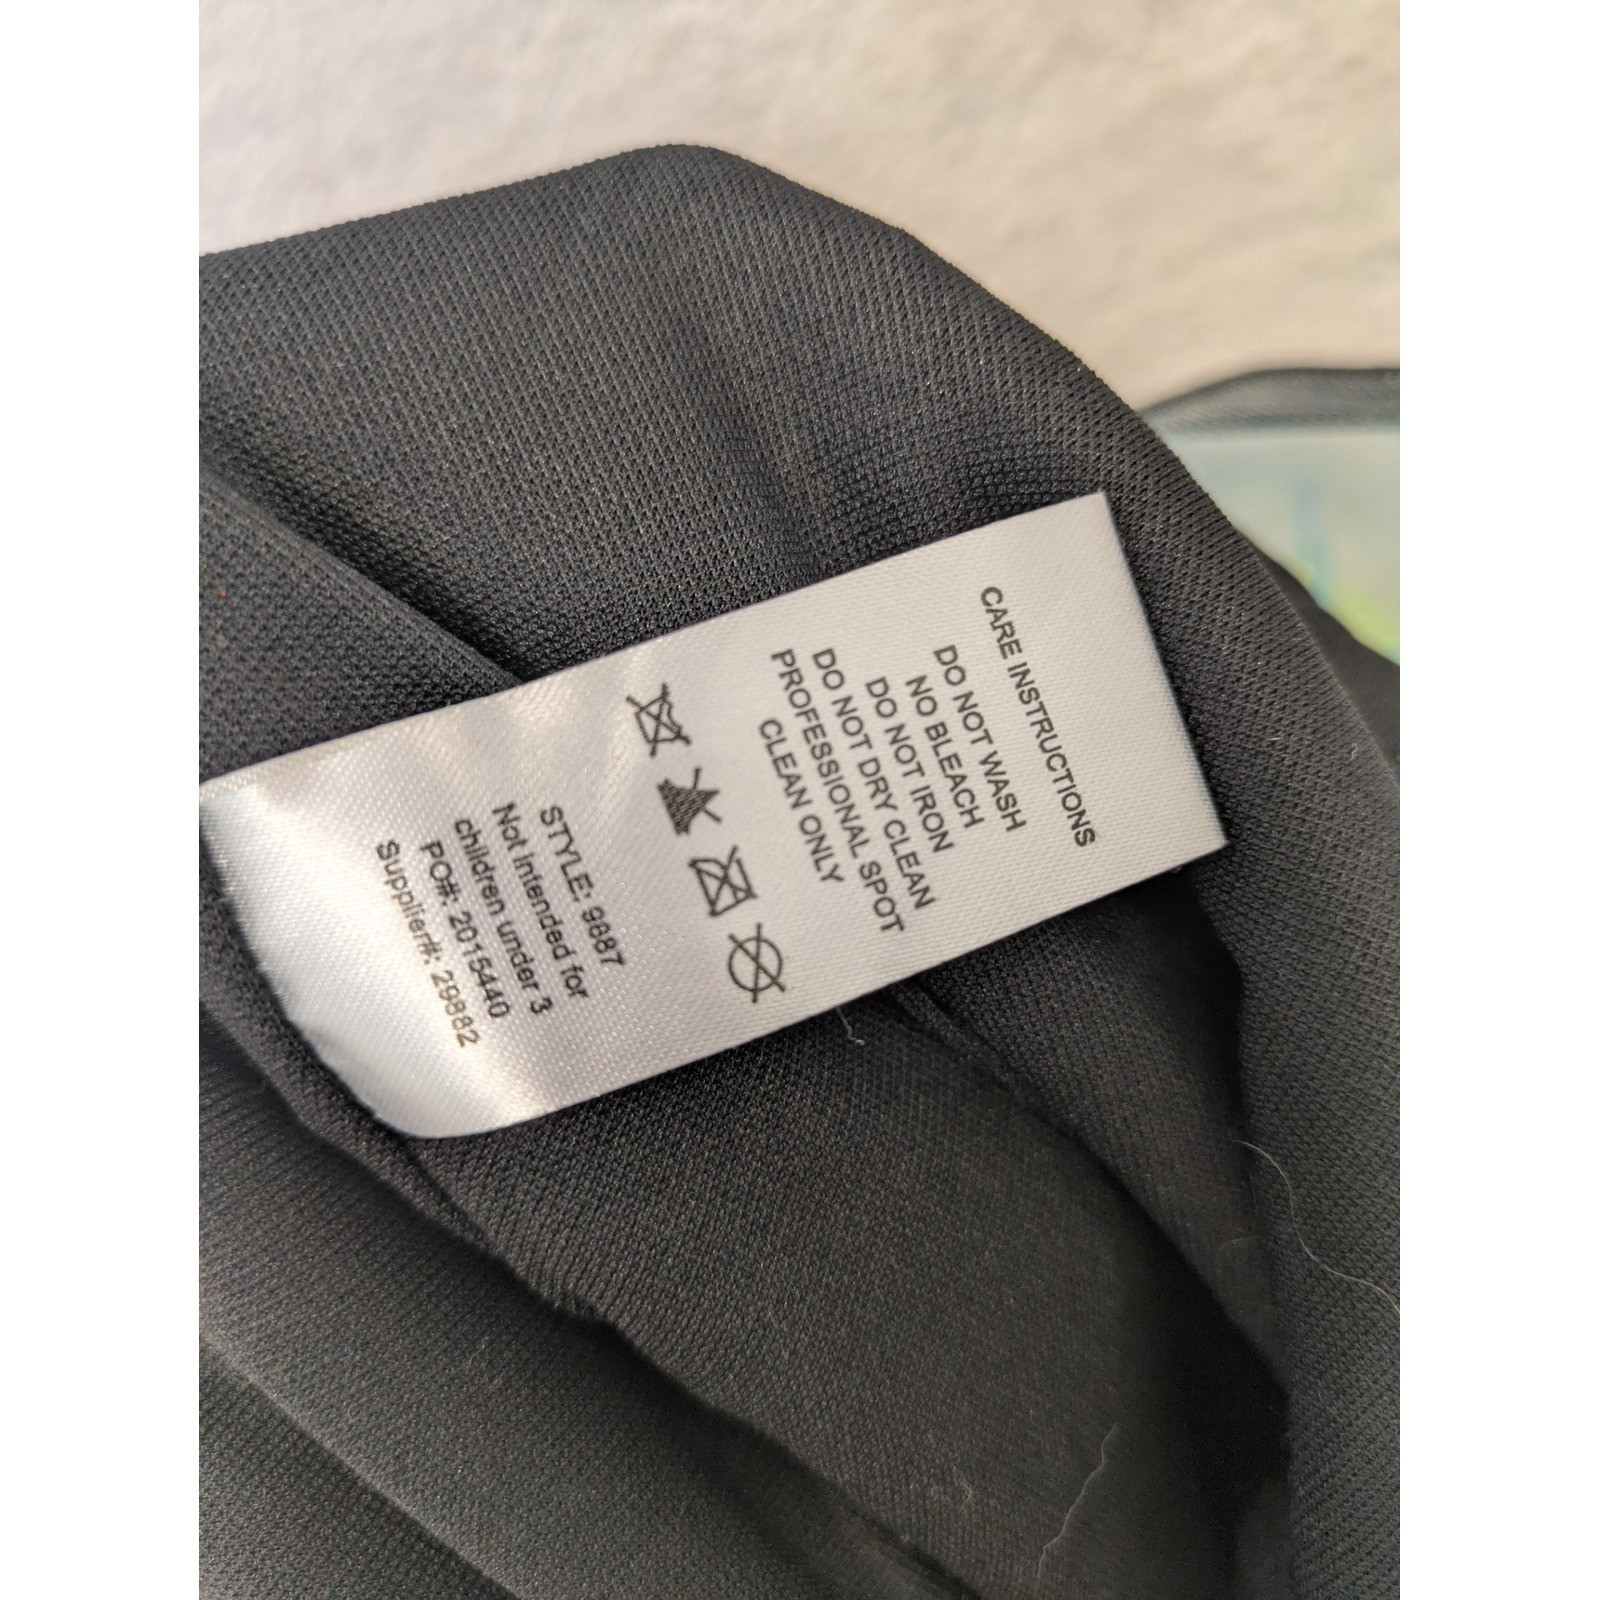 CARE INSTRUCTIONS
DO NOT WASH
NO BLEACH
DO NOT IRON
DO NOT DRY CLEAN
PROFESSIONAL SPOT
CLEAN ONLY
STYLE: 9887
Not intended for
children under 3
PO#: 2015440
Supplier#: 29882